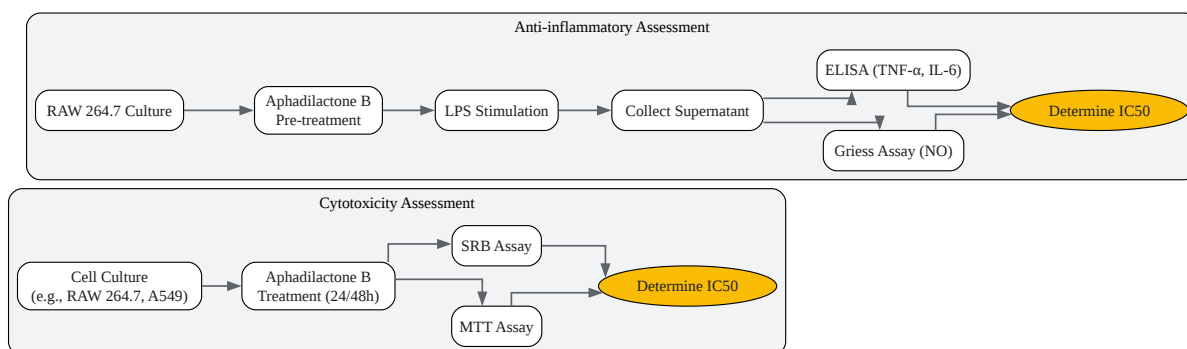 Anti-inflammatory Assessment
RAW 264.7 Culture
Aphadilactone B
Pre-treatment
LPS Stimulation
Collect Supernatant
ELISA (TNF-α, IL-6)
Griess Assay (NO)
Determine IC50
Cytotoxicity Assessment
Cell Culture
(e.g., RAW 264.7, A549)
Aphadilactone B
Treatment (24/48h)
SRB Assay
MTT Assay
Determine IC50